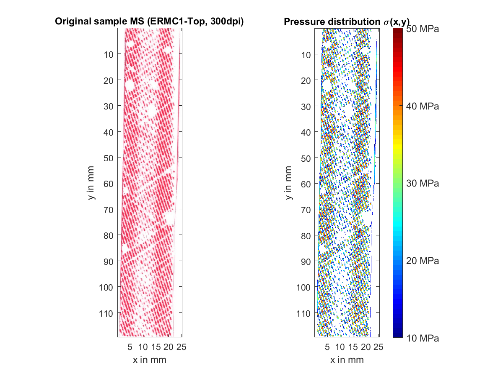 Original sample MS (ERMC1-Top, 300dpi)
10
20
30
40
50
60
70
80
90
100
110
y in mm
5 10 15 20 25
x in mm
Pressure distribution σ(x,y)
10
20
30
40
50
60
70
80
90
100
110
y in mm
5 10 15 20 25
x in mm
50 MPa
40 MPa
30 MPa
20 MPa
10 MPa